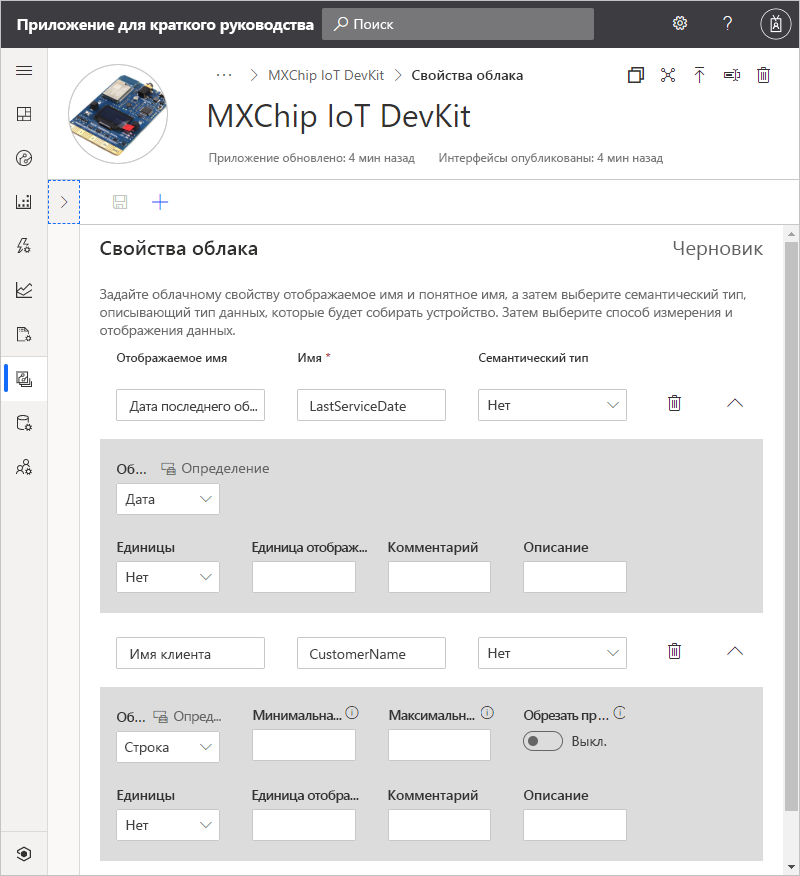 Приложение для краткого руководства
Поиск
?
... > MXChip IoT DevKit > Свойства облака
MXChip IoT DevKit
Приложение обновлено: 4 мин назад Интерфейсы опубликованы: 4 мин назад
Свойства облака Черновик
Задайте облачному свойству отображаемое имя и понятное имя, а затем выберите семантический тип,
описывающий тип данных, которые будет собирать устройство. Затем выберите способ измерения и
отображения данных.
Отображаемое имя Имя * Семантический тип
Дата последнего об... LastServiceDate Нет
Об... Определение
Дата
Единицы Единица отображ... Комментарий Описание
Нет
Имя клиента CustomerName Нет
Об... Опред... Минимальна... Максимальн... Обрезать пр...
Строка Выкл.
Единицы Единица отобра... Комментарий Описание
Нет